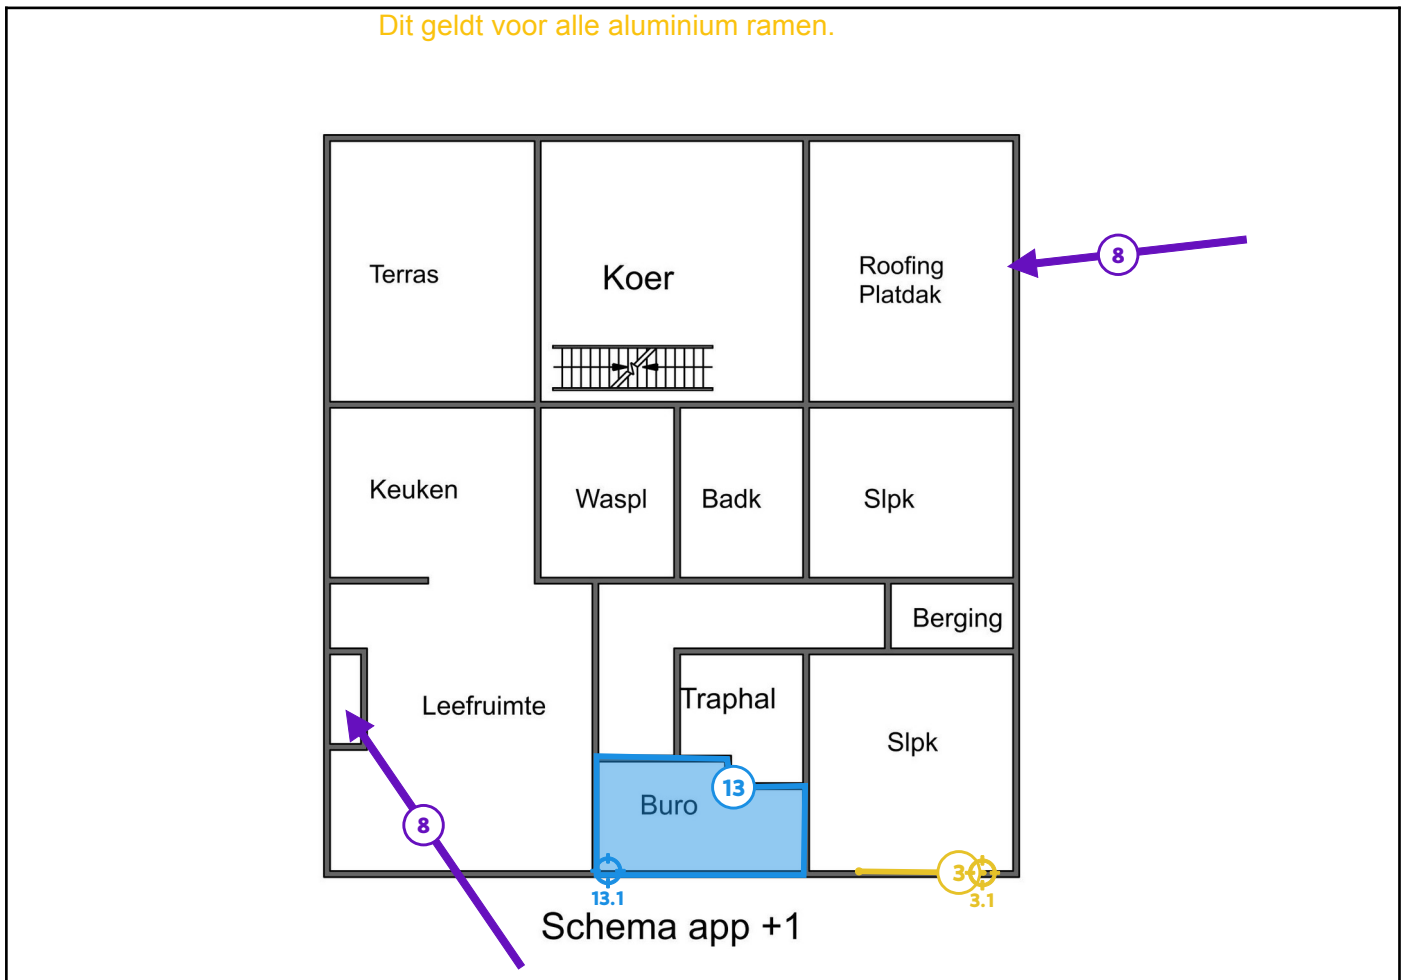 Dit geldt voor alle aluminium ramen.
Terras
Koer
Roofing
Platdak
8
Keuken
Waspl
Badk
Slpk
Berging
Leefruimte
Traphal
Slpk
13
Buro
8
3
13.1
3.1
Schema app +1